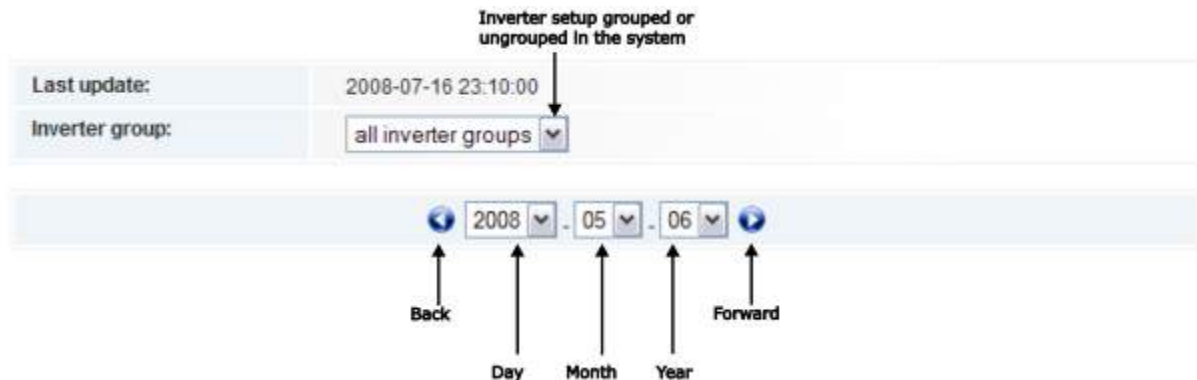 Inverter setup grouped or
ungrouped in the system
Last update: 2008-07-16 23:10:00
Inverter group: all inverter groups
2008 . 05 . 06
Back Forward
Day Month Year